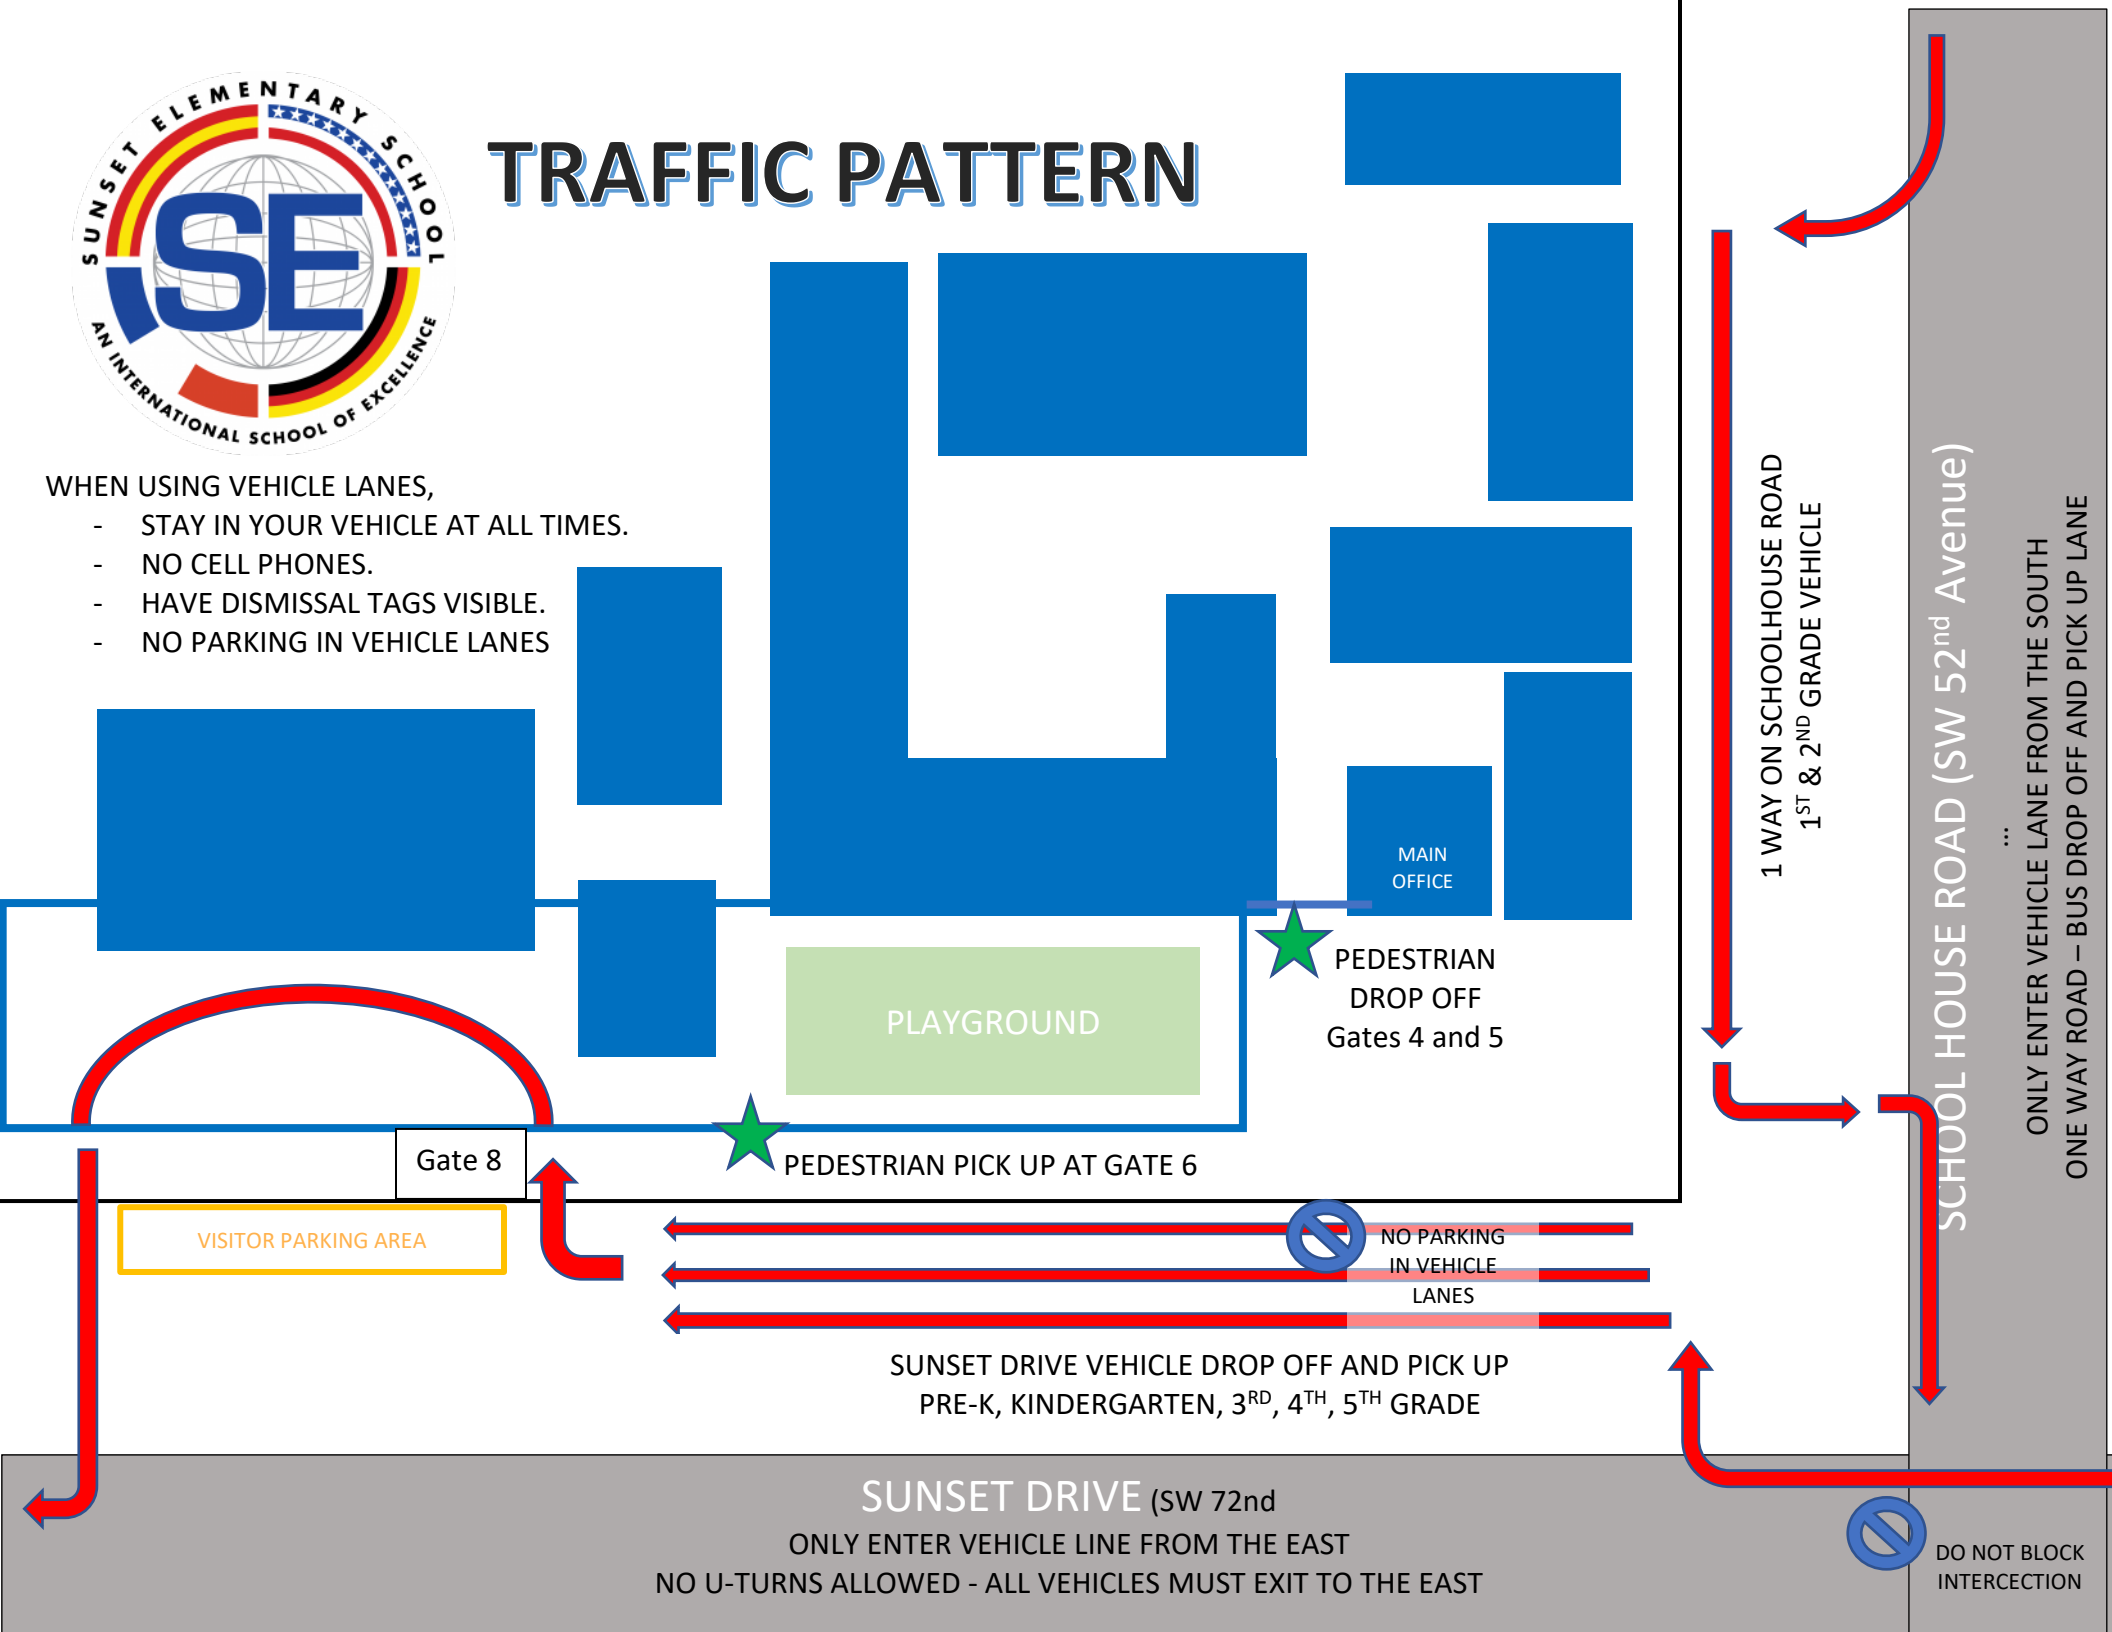 SUNSET ELEMENTARY SCHOOL
SE
AN INTERNATIONAL SCHOOL OF EXCELLENCE
TRAFFIC PATTERN
WHEN USING VEHICLE LANES,
- STAY IN YOUR VEHICLE AT ALL TIMES.
- NO CELL PHONES.
- HAVE DISMISSAL TAGS VISIBLE.
- NO PARKING IN VEHICLE LANES
MAIN
OFFICE
PEDESTRIAN
DROP OFF
Gates 4 and 5
PLAYGROUND
Gate 8
PEDESTRIAN PICK UP AT GATE 6
VISITOR PARKING AREA
NO PARKING
IN VEHICLE
LANES
SUNSET DRIVE VEHICLE DROP OFF AND PICK UP
PRE-K, KINDERGARTEN, 3RD, 4TH, 5TH GRADE
1 WAY ON SCHOOLHOUSE ROAD
1ST & 2ND GRADE VEHICLE
SCHOOL HOUSE ROAD (SW 52nd Avenue)
...
ONLY ENTER VEHICLE LANE FROM THE SOUTH
ONE WAY ROAD – BUS DROP OFF AND PICK UP LANE
SUNSET DRIVE (SW 72nd
ONLY ENTER VEHICLE LINE FROM THE EAST
NO U-TURNS ALLOWED - ALL VEHICLES MUST EXIT TO THE EAST
DO NOT BLOCK
INTERCECTION